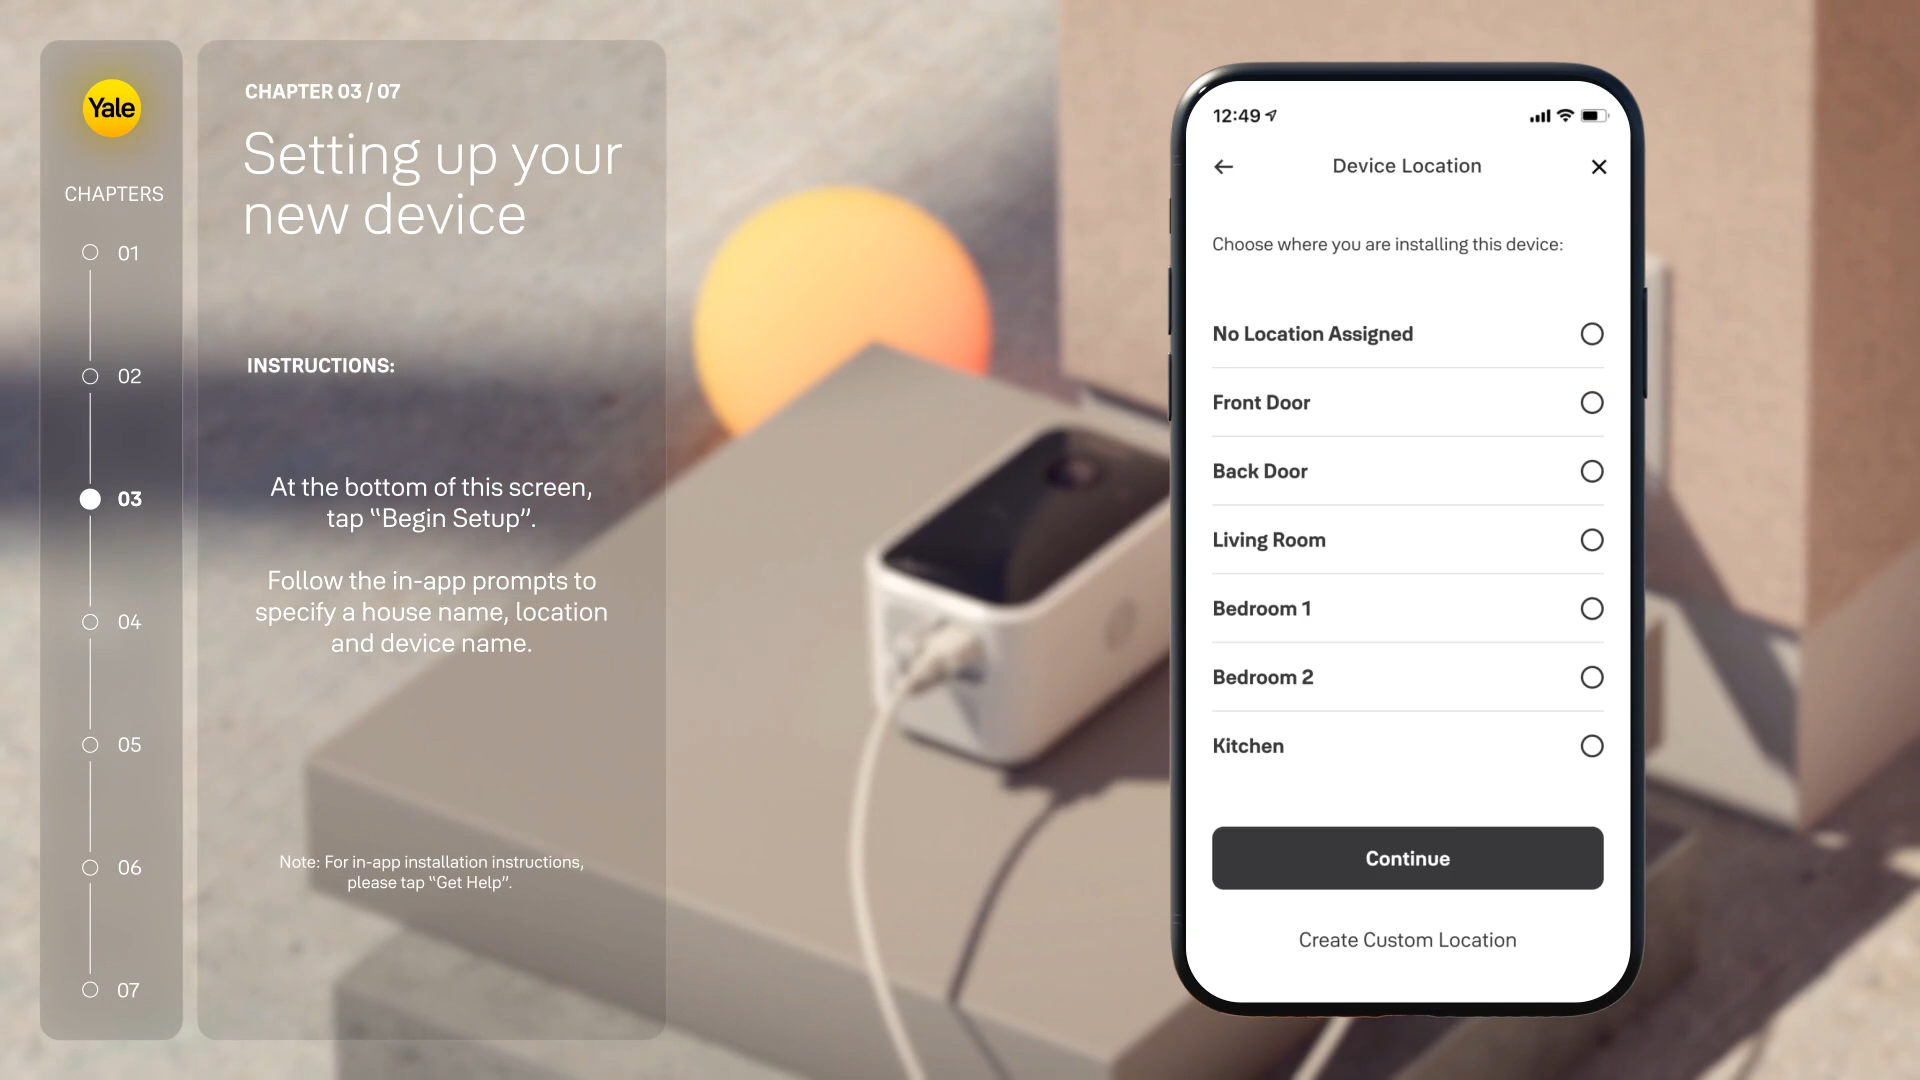 Yale
CHAPTERS
01
02
03
04
05
06
07
CHAPTER 03 / 07
Setting up your
new device
INSTRUCTIONS:
At the bottom of this screen,
tap “Begin Setup”.
Follow the in-app prompts to
specify a house name, location
and device name.
Note: For in-app installation instructions,
please tap “Get Help”.
12:49
Device Location
Choose where you are installing this device:
No Location Assigned
Front Door
Back Door
Living Room
Bedroom 1
Bedroom 2
Kitchen
Continue
Create Custom Location